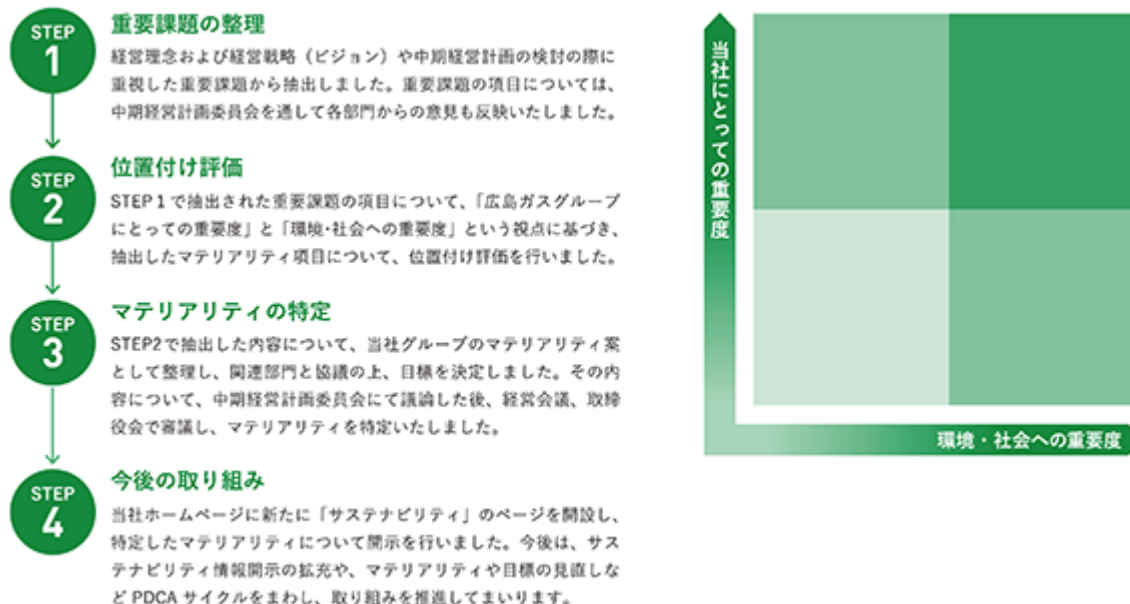 STEP
1
重要課題の整理
経営理念および経営戦略（ビジョン）や中期経営計画の検討の際に
重視した重要課題から抽出しました。重要課題の項目については、
中期経営計画委員会を通して各部門からの意見も反映いたしました。
STEP
2
位置付け評価
STEP 1 で抽出された重要課題の項目について、「広島ガスグループ
にとっての重要度」と「環境・社会への重要度」という視点に基づき、
抽出したマテリアリティ項目について、位置付け評価を行いました。
STEP
3
マテリアリティの特定
STEP2で抽出した内容について、当社グループのマテリアリティ案
として整理し、関連部門と協議の上、目標を決定しました。その内
容について、中期経営計画委員会にて議論した後、経営会議、取締
役会で審議し、マテリアリティを特定いたしました。
STEP
4
今後の取り組み
当社ホームページに新たに「サステナビリティ」のページを開設し、
特定したマテリアリティについて開示を行いました。今後は、サス
テナビリティ情報開示の拡充や、マテリアリティや目標の見直しな
ど PDCA サイクルをまわし、取り組みを推進してまいります。
当社にとっての重要度
環境・社会への重要度